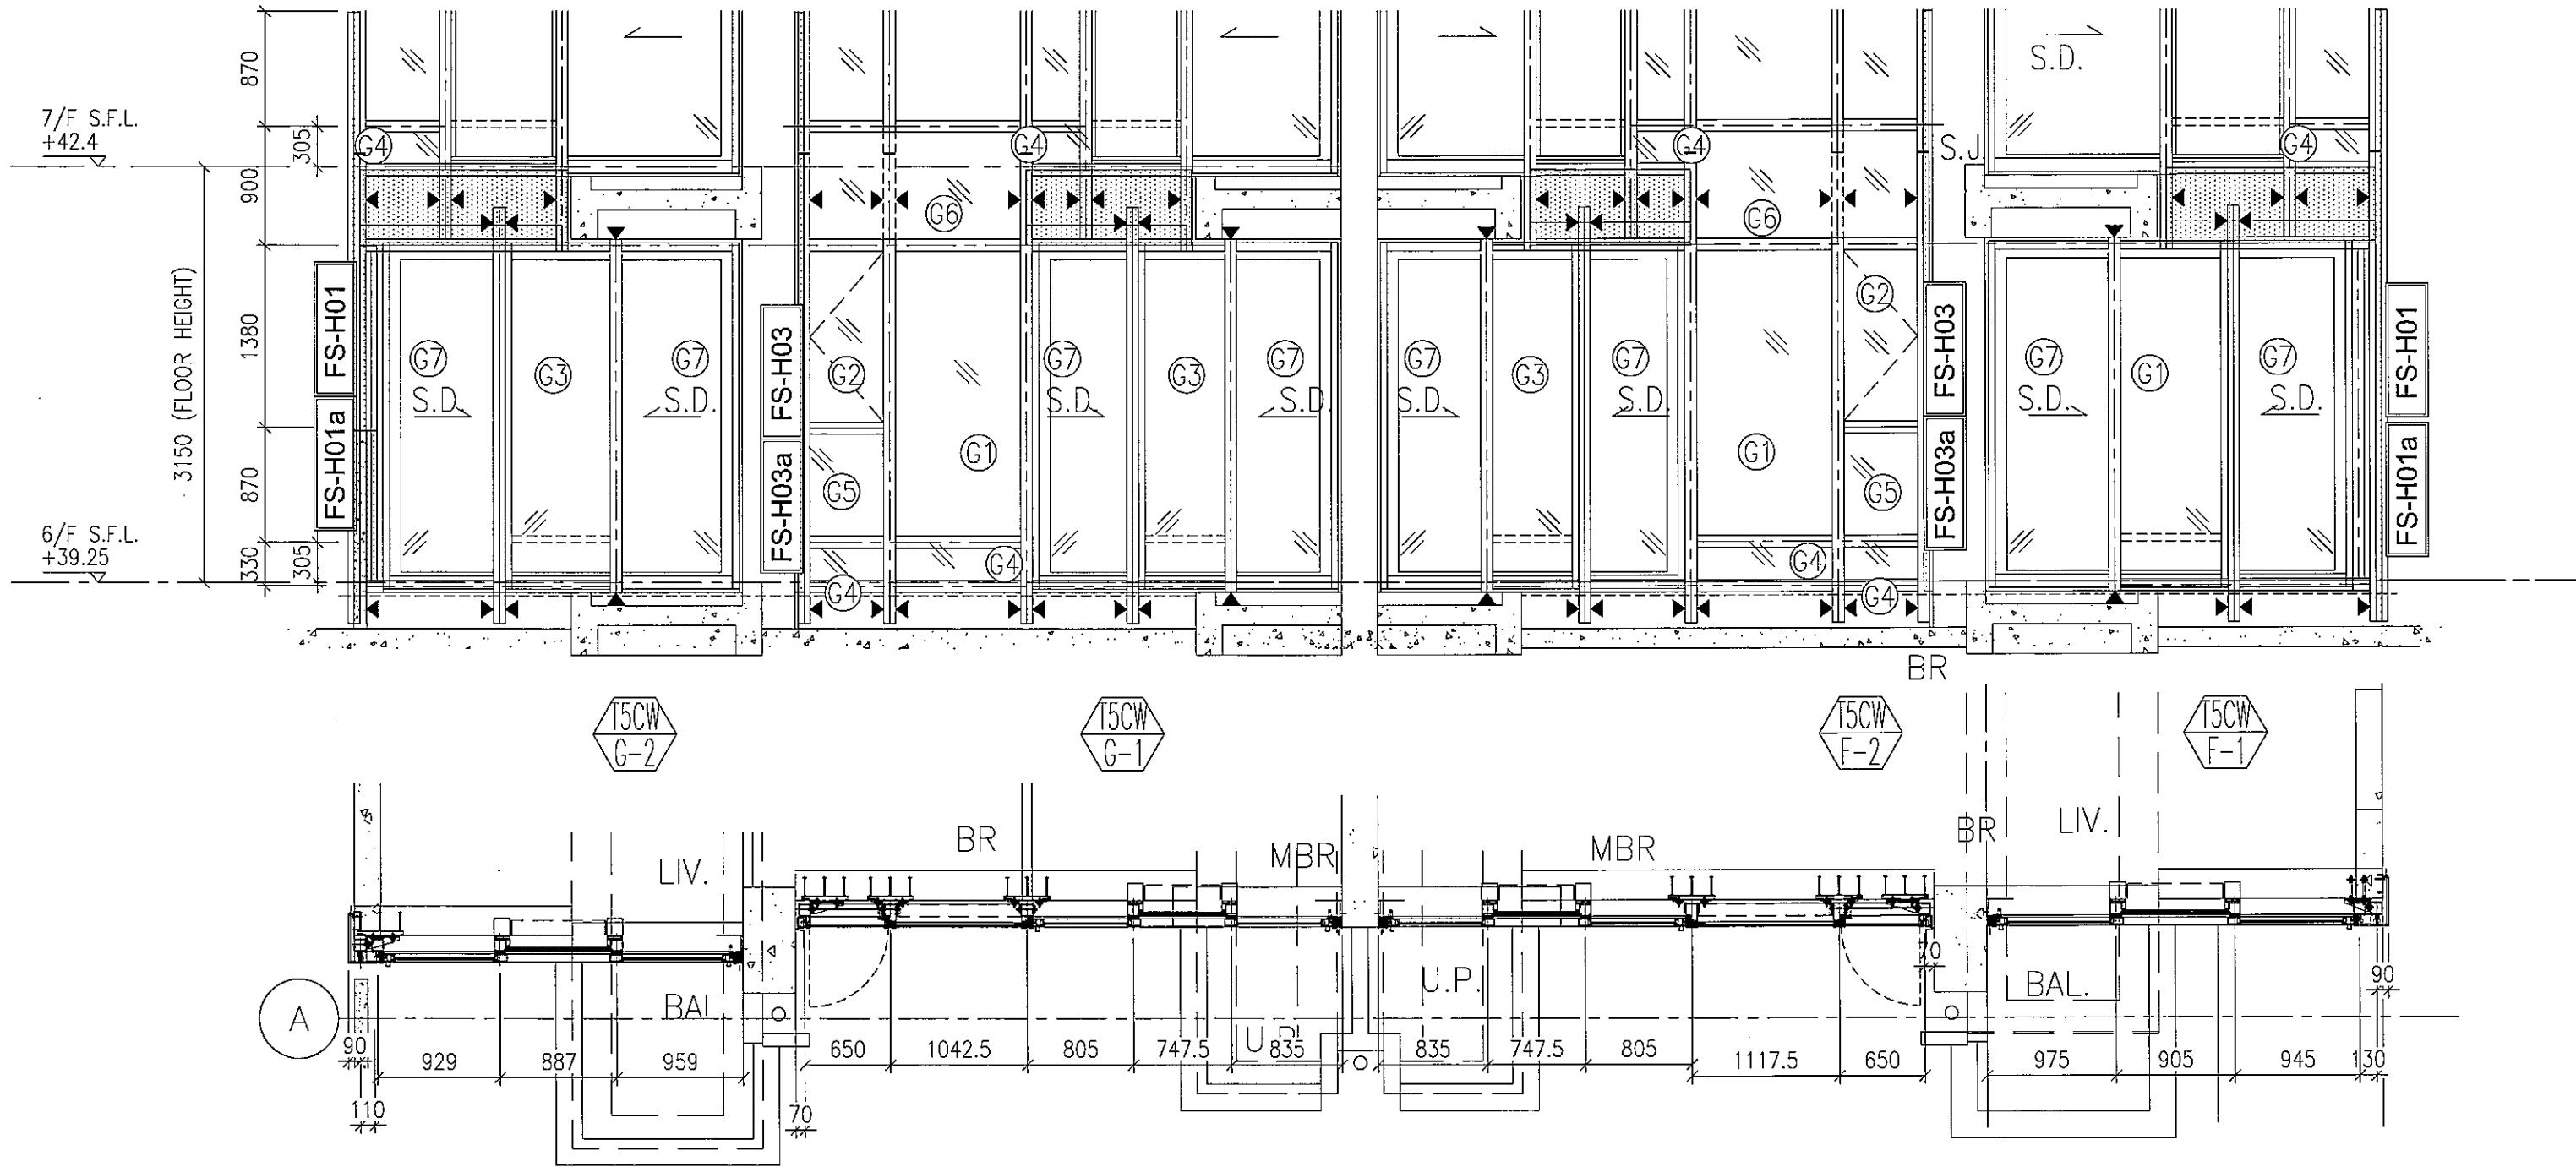 870
S.D.
7/F S.F.L.
+42.4
305
G4
G4
G4
S.J.
G4
900
G6
G6
3150 (FLOOR HEIGHT)
1380
FS-H01
FS-H03
G2
FS-H03
FS-H01
G7
G3
G7
G2
G7
G3
G7
G7
G3
G7
G7
G1
G7
S.D.
S.D.
S.D.
S.D.
S.D.
S.D.
S.D.
S.D.
870
FS-H01a
FS-H03a
G5
G1
G1
G5
FS-H03a
FS-H01a
6/F S.F.L.
+39.25
330
305
G4
G4
G4
G4
BR
T5CW
G-2
T5CW
G-1
T5CW
F-2
T5CW
F-1
LIV.
BR
MBR
MBR
BR
LIV.
70
90
A
BAL
U.P.
BAL.
U.P.
90
929
887
959
650
1042.5
805
747.5
835
835
747.5
805
1117.5
650
975
905
945
130
110
70